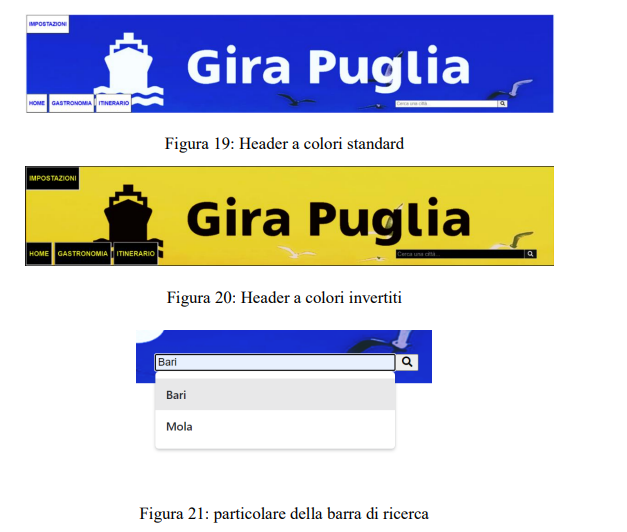 IMPOSTAZIONI
Gira Puglia
HOME GASTRONOMIA ITINERARIO
Cerca una città...
Figura 19: Header a colori standard
IMPOSTAZIONI
Gira Puglia
HOME GASTRONOMIA ITINERARIO
Cerca una città...
Figura 20: Header a colori invertiti
Bari
Bari
Mola
Figura 21: particolare della barra di ricerca